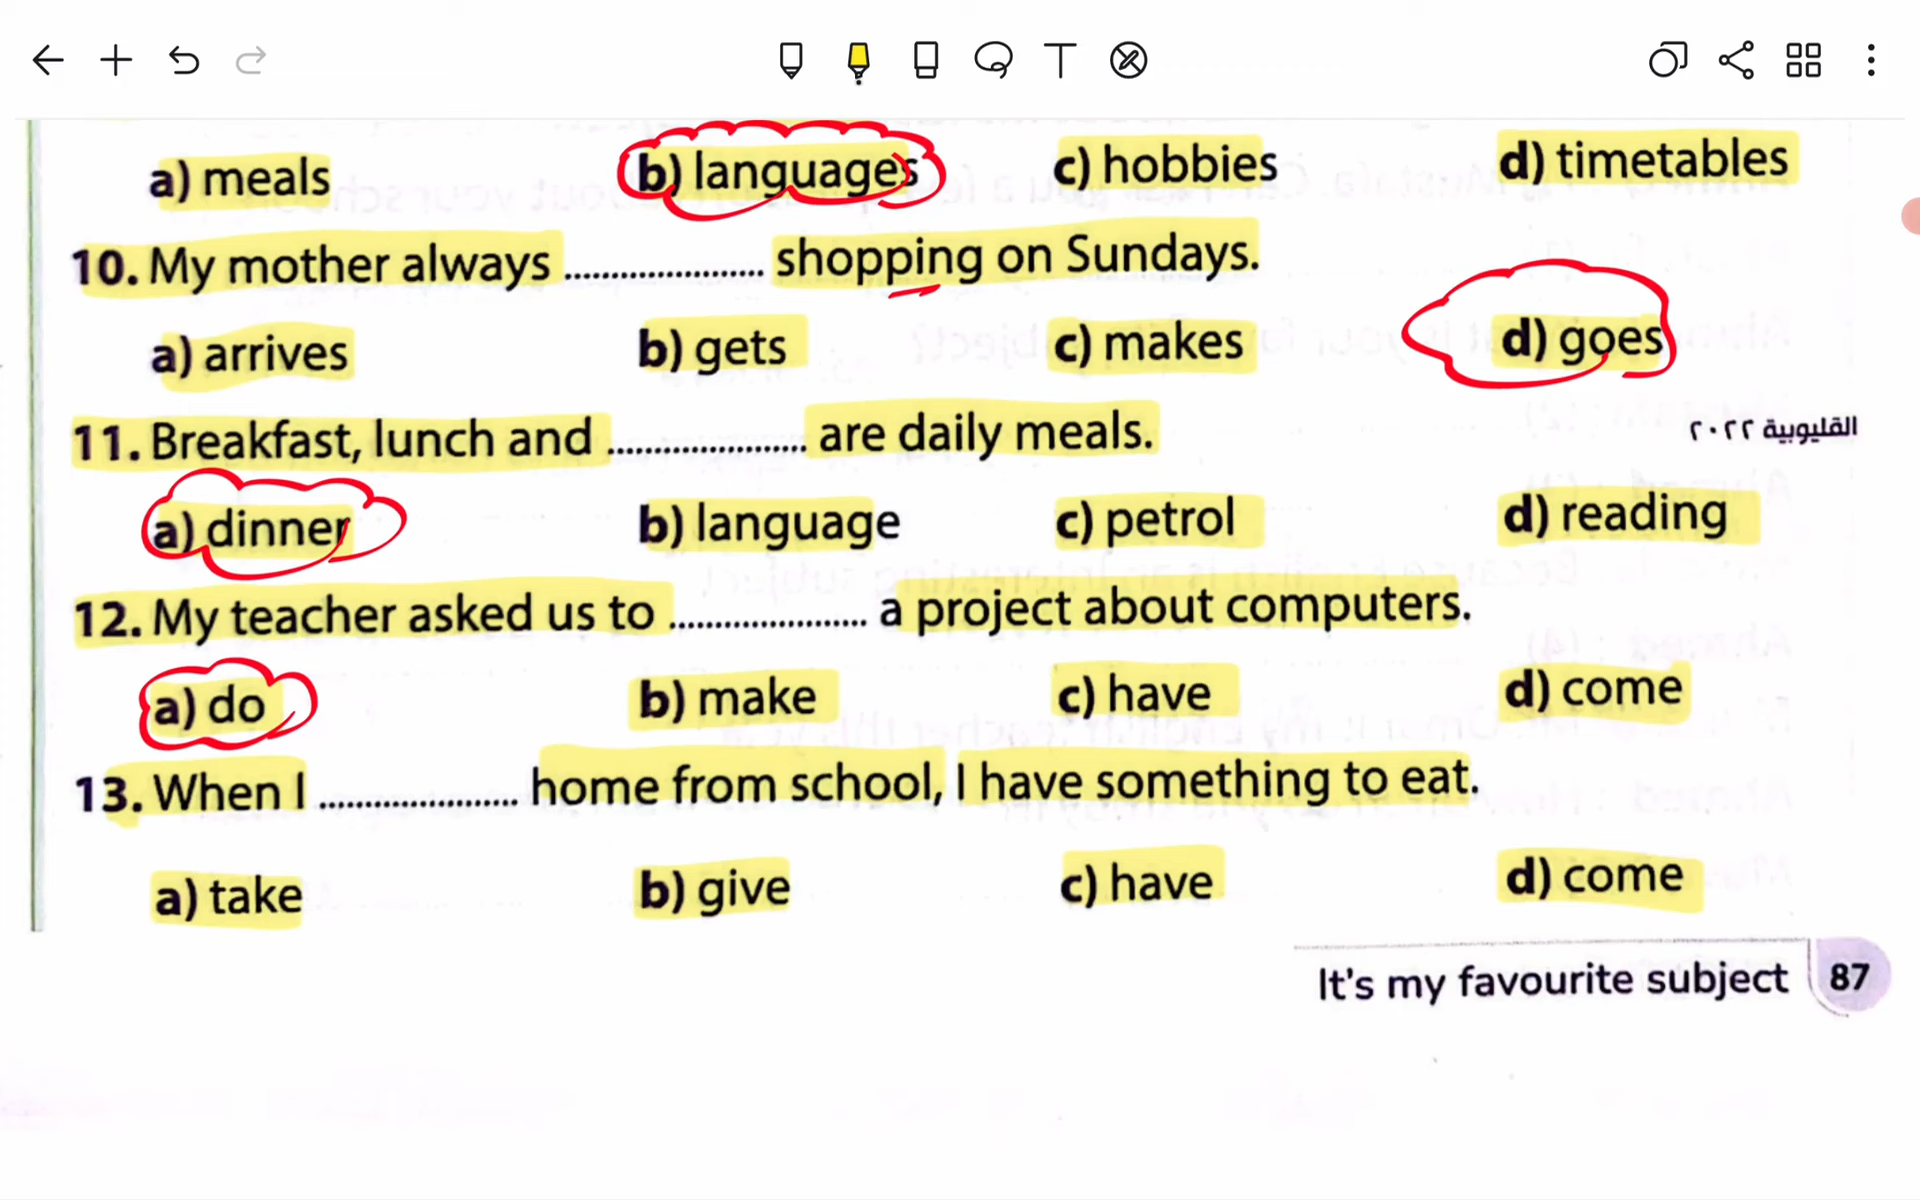 a) meals b) languages c) hobbies d) timetables
10. My mother always ..................... shopping on Sundays.
a) arrives b) gets c) makes d) goes
11. Breakfast, lunch and ..................... are daily meals. القليوبية ٢٠٢٢
a) dinner b) language c) petrol d) reading
12. My teacher asked us to ..................... a project about computers.
a) do b) make c) have d) come
13. When I ..................... home from school, I have something to eat.
a) take b) give c) have d) come
It's my favourite subject 87